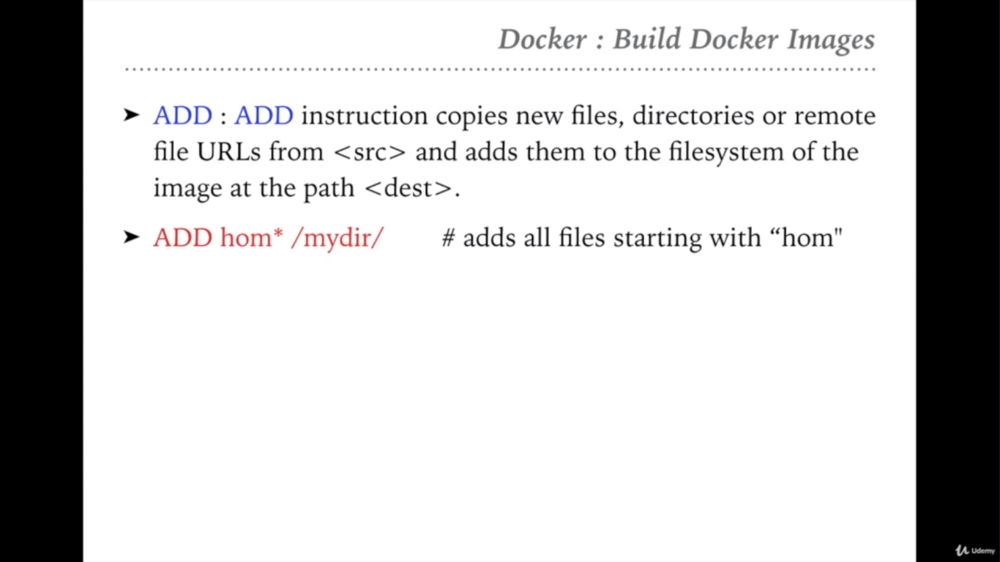 Docker : Build Docker Images
➤ ADD : ADD instruction copies new files, directories or remote
file URLs from <src> and adds them to the filesystem of the
image at the path <dest>.
➤ ADD hom* /mydir/ # adds all files starting with “hom"
Udemy